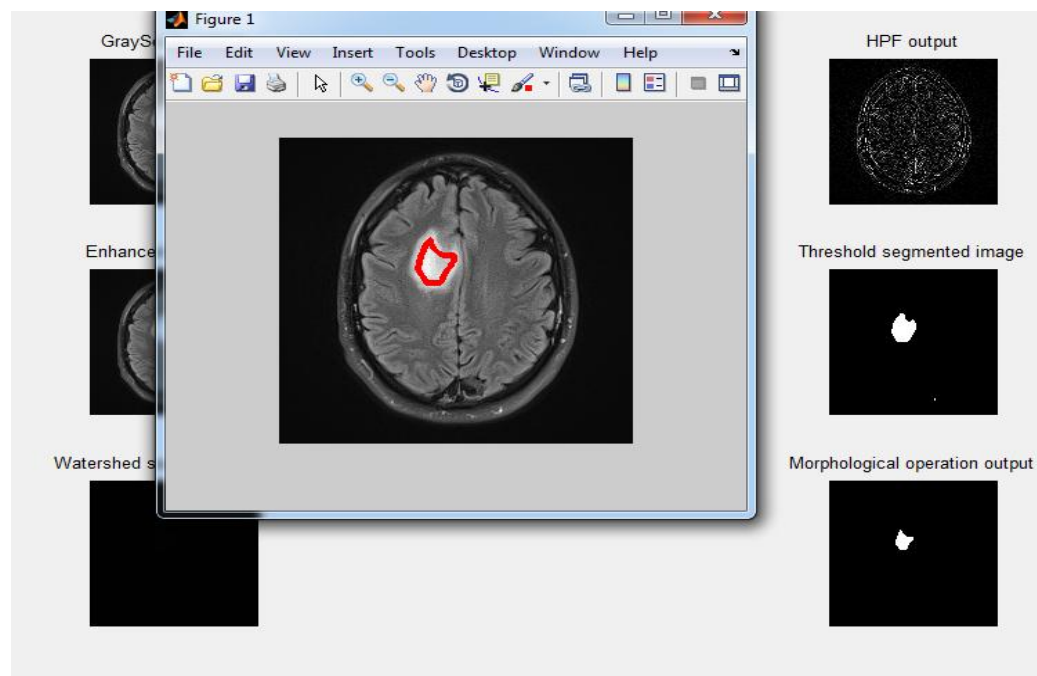 Figure 1
File Edit View Insert Tools Desktop Window Help
HPF output
Enhance
Threshold segmented image
Watershed s
Morphological operation output